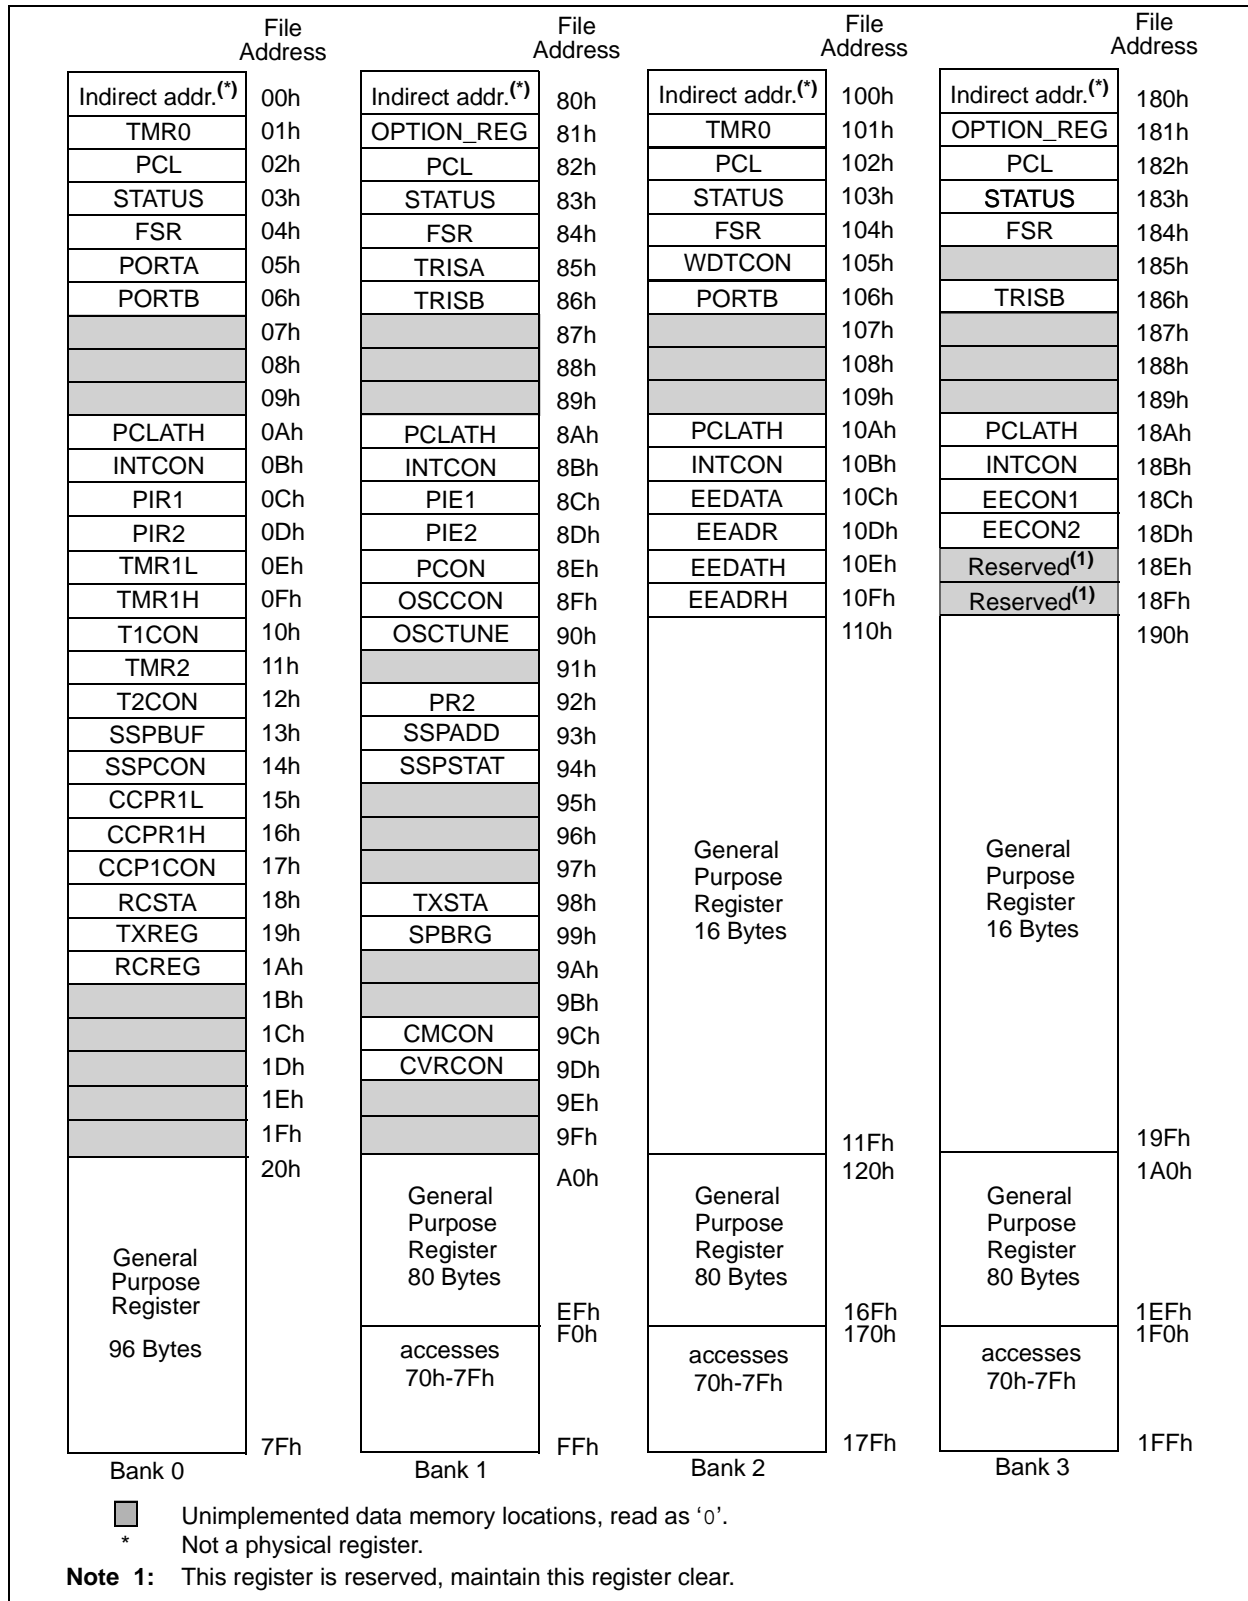 File Address File Address File Address File Address
Indirect addr.(*) 00h Indirect addr.(*) 80h Indirect addr.(*) 100h Indirect addr.(*) 180h
TMR0 01h OPTION_REG 81h TMR0 101h OPTION_REG 181h
PCL 02h PCL 82h PCL 102h PCL 182h
STATUS 03h STATUS 83h STATUS 103h STATUS 183h
FSR 04h FSR 84h FSR 104h FSR 184h
PORTA 05h TRISA 85h WDTCON 105h 185h
PORTB 06h TRISB 86h PORTB 106h TRISB 186h
07h 87h 107h 187h
08h 88h 108h 188h
09h 89h 109h 189h
PCLATH 0Ah PCLATH 8Ah PCLATH 10Ah PCLATH 18Ah
INTCON 0Bh INTCON 8Bh INTCON 10Bh INTCON 18Bh
PIR1 0Ch PIE1 8Ch EEDATA 10Ch EECON1 18Ch
PIR2 0Dh PIE2 8Dh EEADR 10Dh EECON2 18Dh
TMR1L 0Eh PCON 8Eh EEDATH 10Eh Reserved(1) 18Eh
TMR1H 0Fh OSCCON 8Fh EEADRH 10Fh Reserved(1) 18Fh
T1CON 10h OSCTUNE 90h 110h 190h
TMR2 11h 91h
T2CON 12h PR2 92h
SSPBUF 13h SSPADD 93h
SSPCON 14h SSPSTAT 94h
CCPR1L 15h 95h
CCPR1H 16h 96h General General
CCP1CON 17h 97h Purpose Purpose
RCSTA 18h TXSTA 98h Register Register
TXREG 19h SPBRG 99h 16 Bytes 16 Bytes
RCREG 1Ah 9Ah
1Bh 9Bh
1Ch CMCON 9Ch
1Dh CVRCON 9Dh
1Eh 9Eh
1Fh 9Fh 11Fh 19Fh
20h A0h 120h 1A0h
General General General
Purpose Purpose Purpose
General Register Register Register
Purpose 80 Bytes 80 Bytes 80 Bytes
Register EFh 16Fh 1EFh
F0h 170h 1F0h
96 Bytes accesses accesses accesses
70h-7Fh 70h-7Fh 70h-7Fh
7Fh FFh 17Fh 1FFh
Bank 0 Bank 1 Bank 2 Bank 3
Unimplemented data memory locations, read as ‘0’.
* Not a physical register.
Note 1: This register is reserved, maintain this register clear.